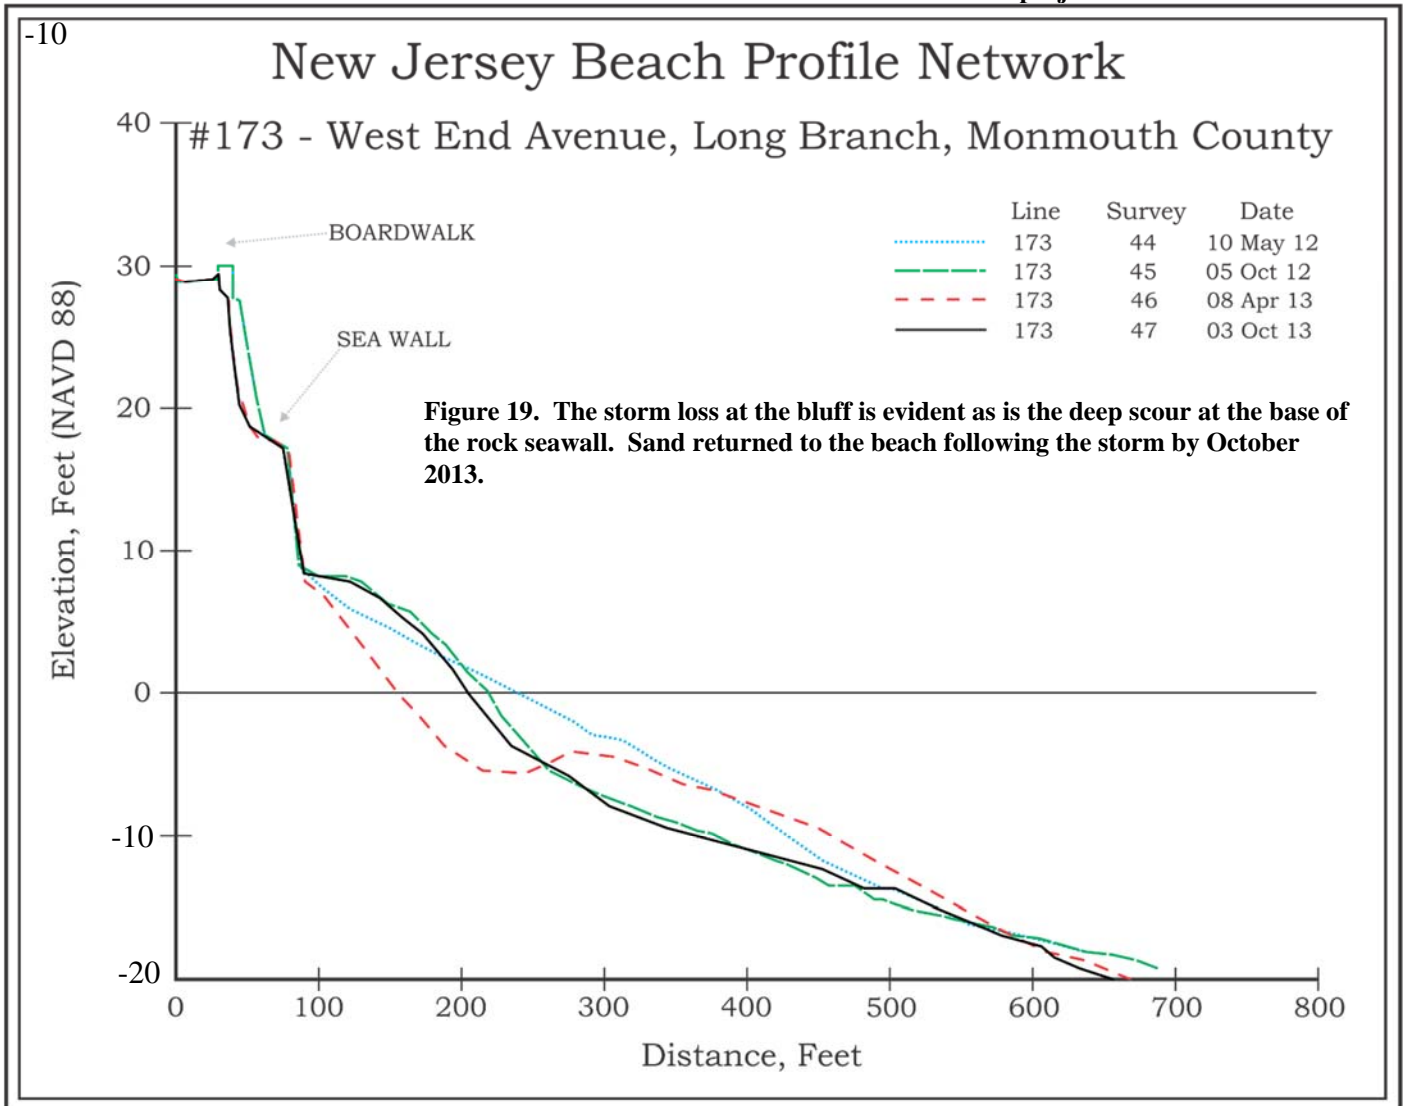 -10
New Jersey Beach Profile Network
#173 - West End Avenue, Long Branch, Monmouth County
Line Survey Date
173 44 10 May 12
173 45 05 Oct 12
173 46 08 Apr 13
173 47 03 Oct 13
BOARDWALK
SEA WALL
Figure 19. The storm loss at the bluff is evident as is the deep scour at the base of
the rock seawall. Sand returned to the beach following the storm by October
2013.
Elevation, Feet (NAVD 88)
40
30
20
10
0
-10
-20
0 100 200 300 400 500 600 700 800
Distance, Feet